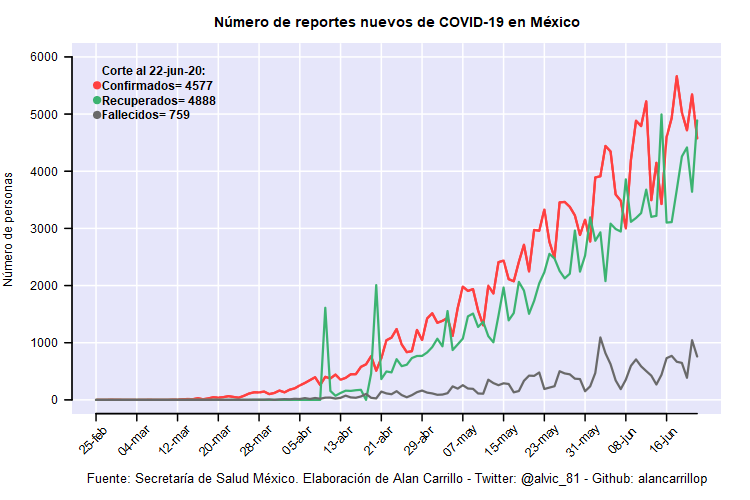 Número de reportes nuevos de COVID-19 en México
Número de personas
6000
5000
4000
3000
2000
1000
0
Corte al 22-jun-20:
Confirmados= 4577
Recuperados= 4888
Fallecidos= 759
25-feb
04-mar
12-mar
20-mar
28-mar
05-abr
13-abr
21-abr
29-abr
07-may
15-may
23-may
31-may
08-jun
16-jun
Fuente: Secretaría de Salud México. Elaboración de Alan Carrillo - Twitter: @alvic_81 - Github: alancarrillop